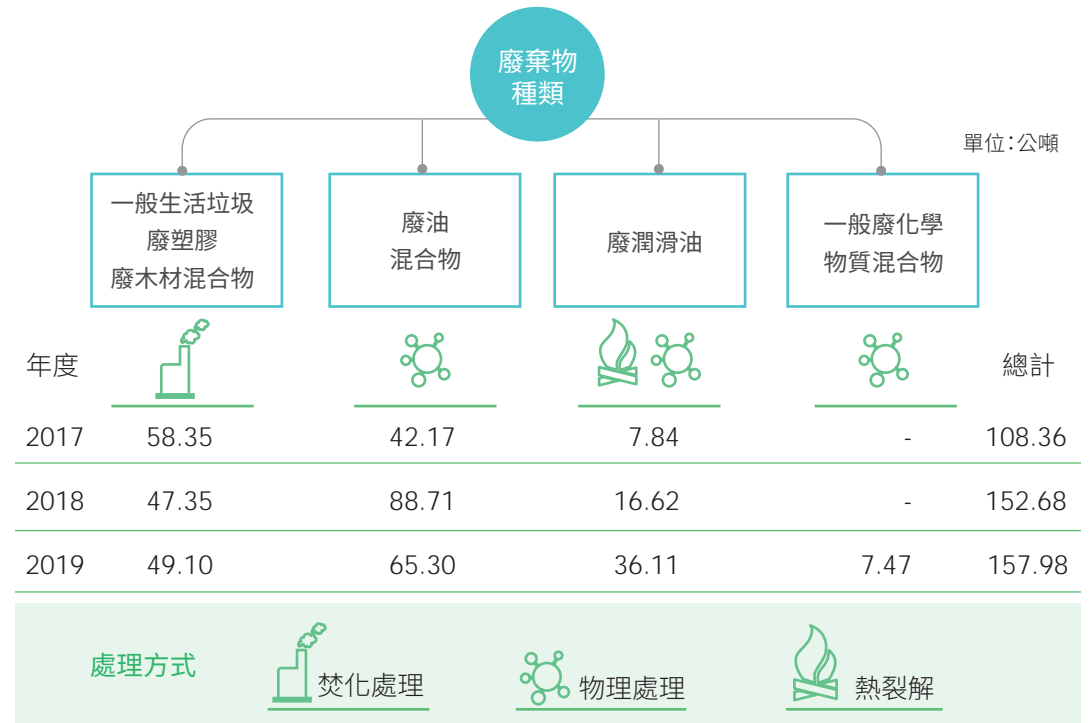 廢棄物
種類
單位：公噸
一般生活垃圾
廢塑膠
廢木材混合物
廢油
混合物
廢潤滑油
一般廢化學
物質混合物
年度 總計
2017 58.35 42.17 7.84 - 108.36
2018 47.35 88.71 16.62 - 152.68
2019 49.10 65.30 36.11 7.47 157.98
處理方式 焚化處理 物理處理 熱裂解